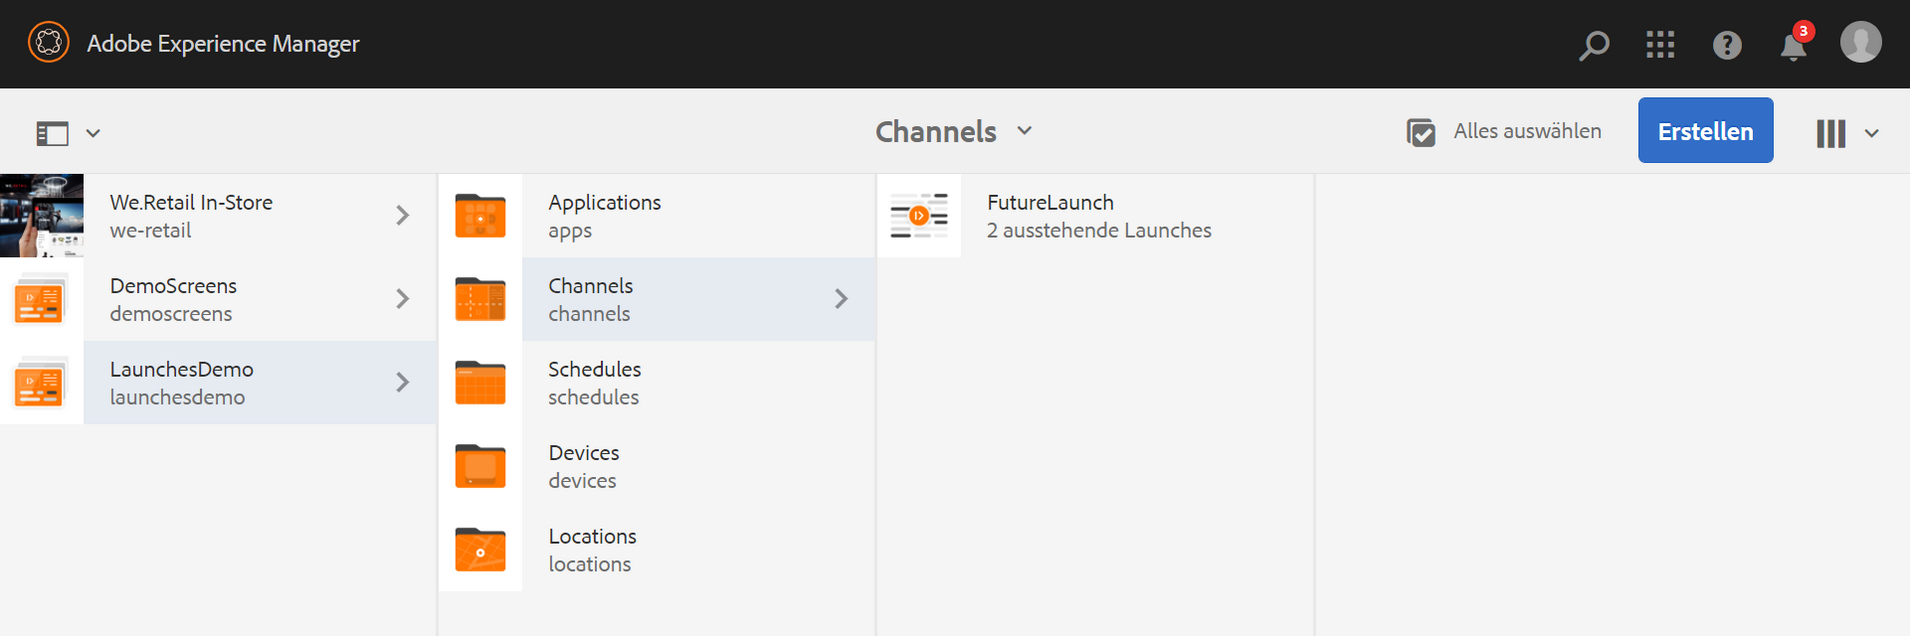 Adobe Experience Manager
3
Channels
Alles auswählen
Erstellen
We.Retail In-Store
we-retail
DemoScreens
demoscreens
LaunchesDemo
launchesdemo
Applications
apps
Channels
channels
Schedules
schedules
Devices
devices
Locations
locations
FutureLaunch
2 ausstehende Launches